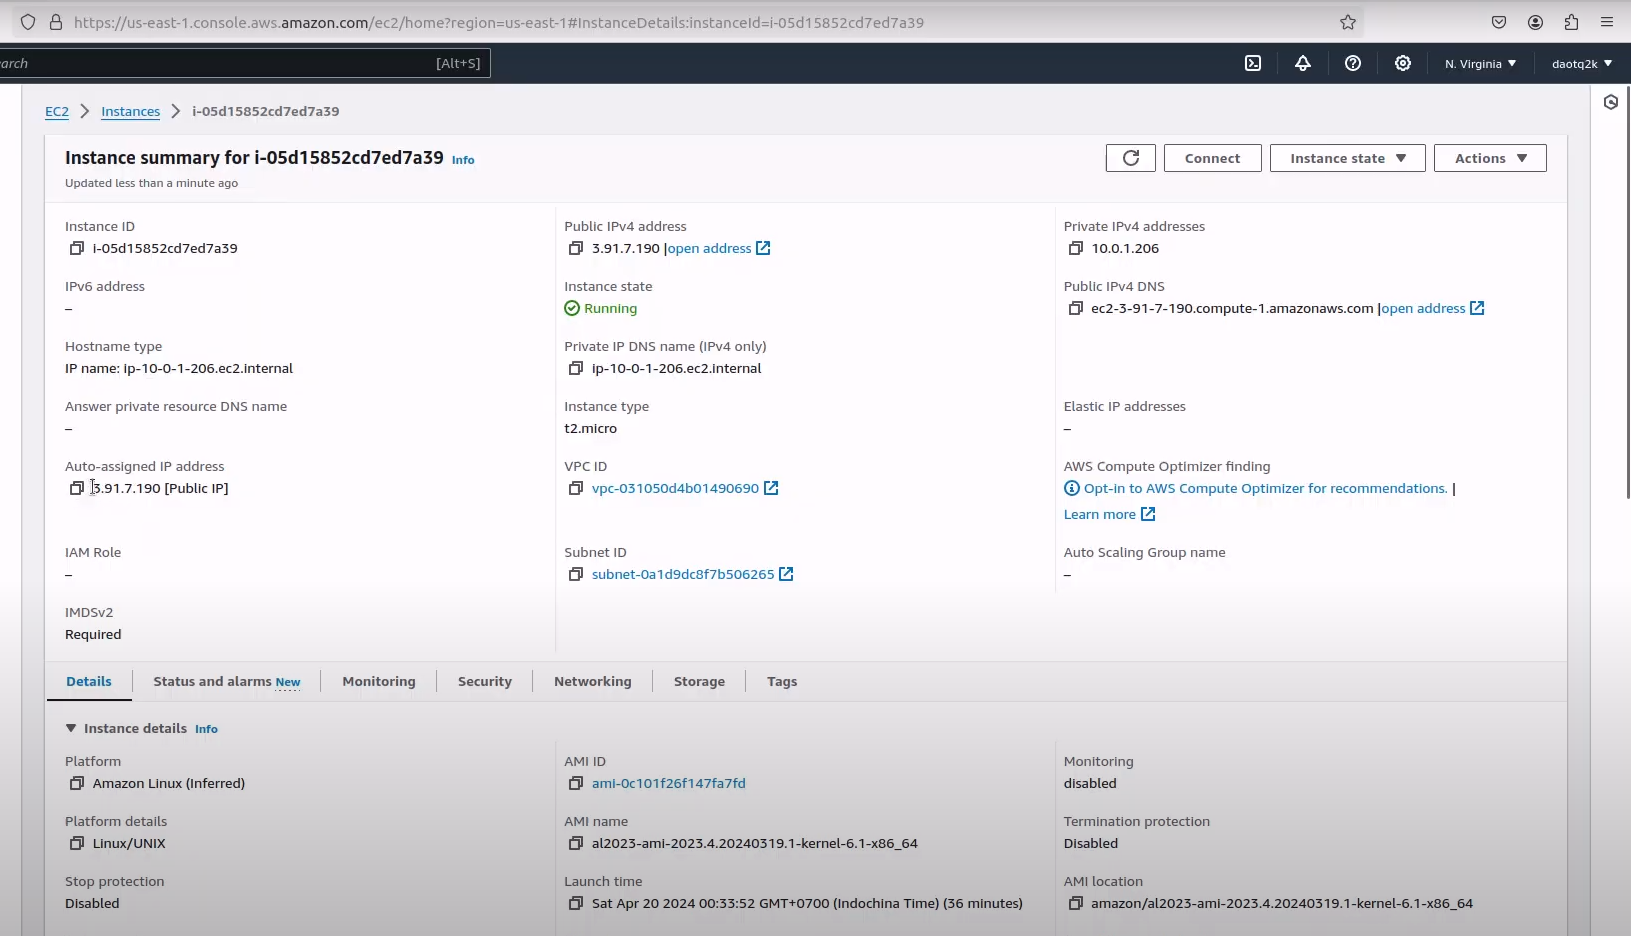 https://us-east-1.console.aws.amazon.com/ec2/home?region=us-east-1#InstanceDetails:instanceId=i-05d15852cd7ed7a39
arch [Alt+S] N. Virginia ▼ daotq2k ▼
EC2 > Instances > i-05d15852cd7ed7a39
Instance summary for i-05d15852cd7ed7a39 Info
Connect Instance state ▼ Actions ▼
Updated less than a minute ago
Instance ID
i-05d15852cd7ed7a39
Public IPv4 address
3.91.7.190 |open address
Private IPv4 addresses
10.0.1.206
IPv6 address
–
Instance state
Running
Public IPv4 DNS
ec2-3-91-7-190.compute-1.amazonaws.com |open address
Hostname type
IP name: ip-10-0-1-206.ec2.internal
Private IP DNS name (IPv4 only)
ip-10-0-1-206.ec2.internal
Answer private resource DNS name
–
Instance type
t2.micro
Elastic IP addresses
–
Auto-assigned IP address
3.91.7.190 [Public IP]
VPC ID
vpc-031050d4b01490690
AWS Compute Optimizer finding
Opt-in to AWS Compute Optimizer for recommendations. |
Learn more
IAM Role
–
Subnet ID
subnet-0a1d9dc8f7b506265
Auto Scaling Group name
–
IMDSv2
Required
Details Status and alarms New Monitoring Security Networking Storage Tags
▼ Instance details Info
Platform
Amazon Linux (Inferred)
AMI ID
ami-0c101f26f147fa7fd
Monitoring
disabled
Platform details
Linux/UNIX
AMI name
al2023-ami-2023.4.20240319.1-kernel-6.1-x86_64
Termination protection
Disabled
Stop protection
Disabled
Launch time
Sat Apr 20 2024 00:33:52 GMT+0700 (Indochina Time) (36 minutes)
AMI location
amazon/al2023-ami-2023.4.20240319.1-kernel-6.1-x86_64